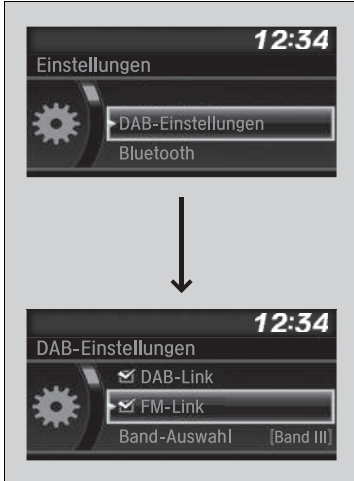 12:34
Einstellungen
DAB-Einstellungen
Bluetooth
12:34
DAB-Einstellungen
DAB-Link
FM-Link
Band-Auswahl [Band III]